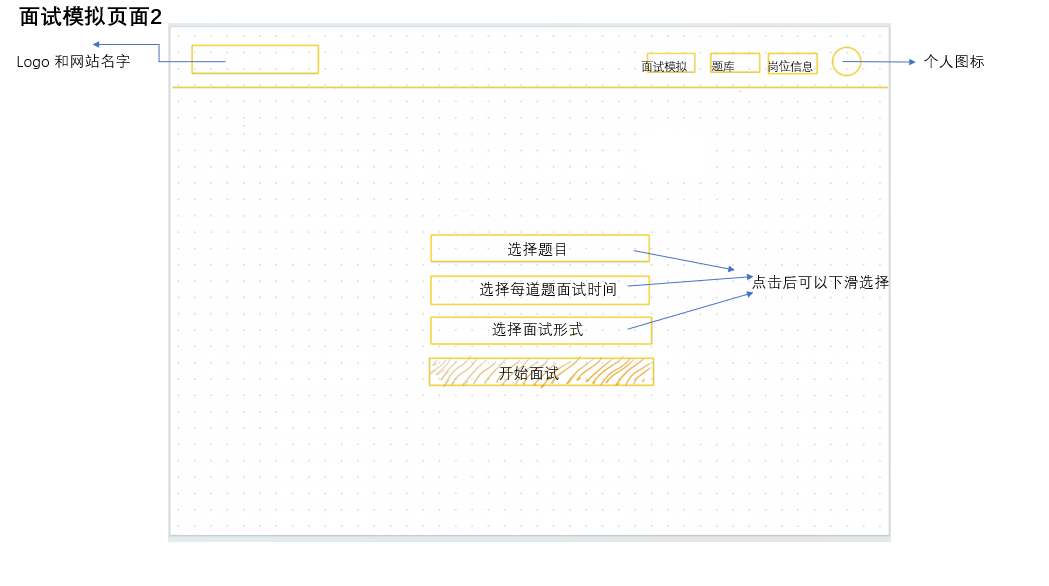 面试模拟页面2
Logo 和网站名字
面试模拟
题库
岗位信息
个人图标
选择题目
选择每道题面试时间
点击后可以下滑选择
选择面试形式
开始面试